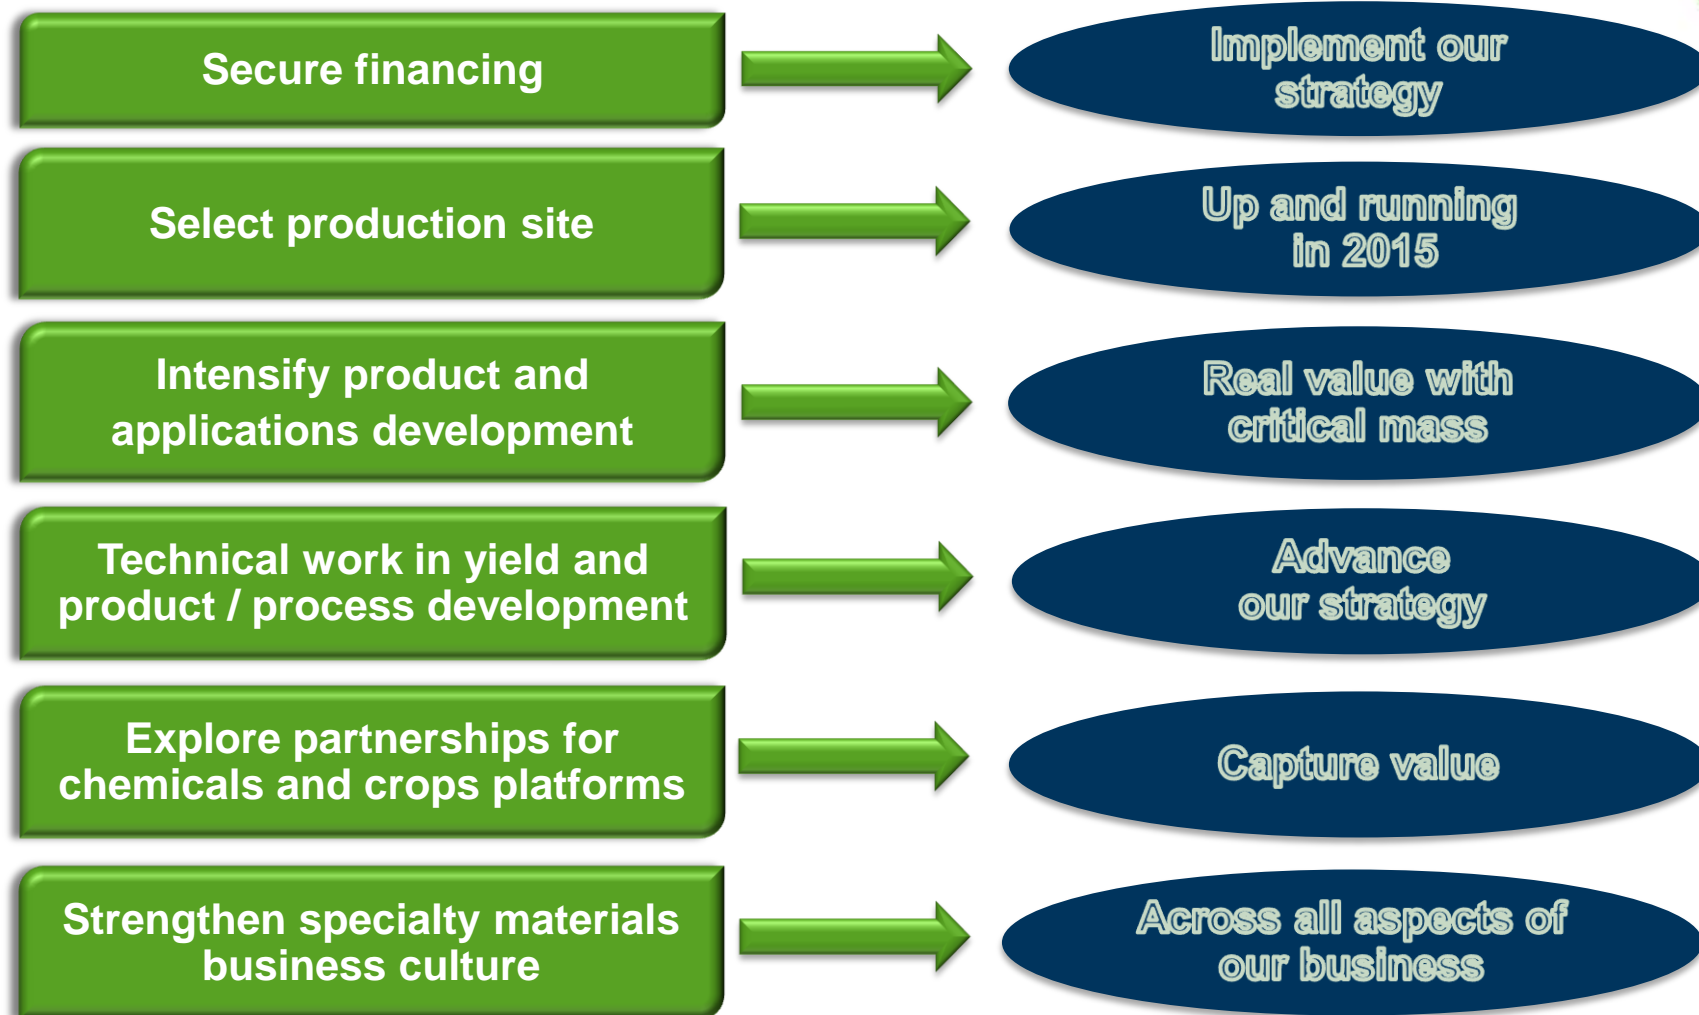 Secure financing
Implement our
strategy
Select production site
Up and running
in 2015
Intensify product and
applications development
Real value with
critical mass
Technical work in yield and
product / process development
Advance
our strategy
Explore partnerships for
chemicals and crops platforms
Capture value
Strengthen specialty materials
business culture
Across all aspects of
our business